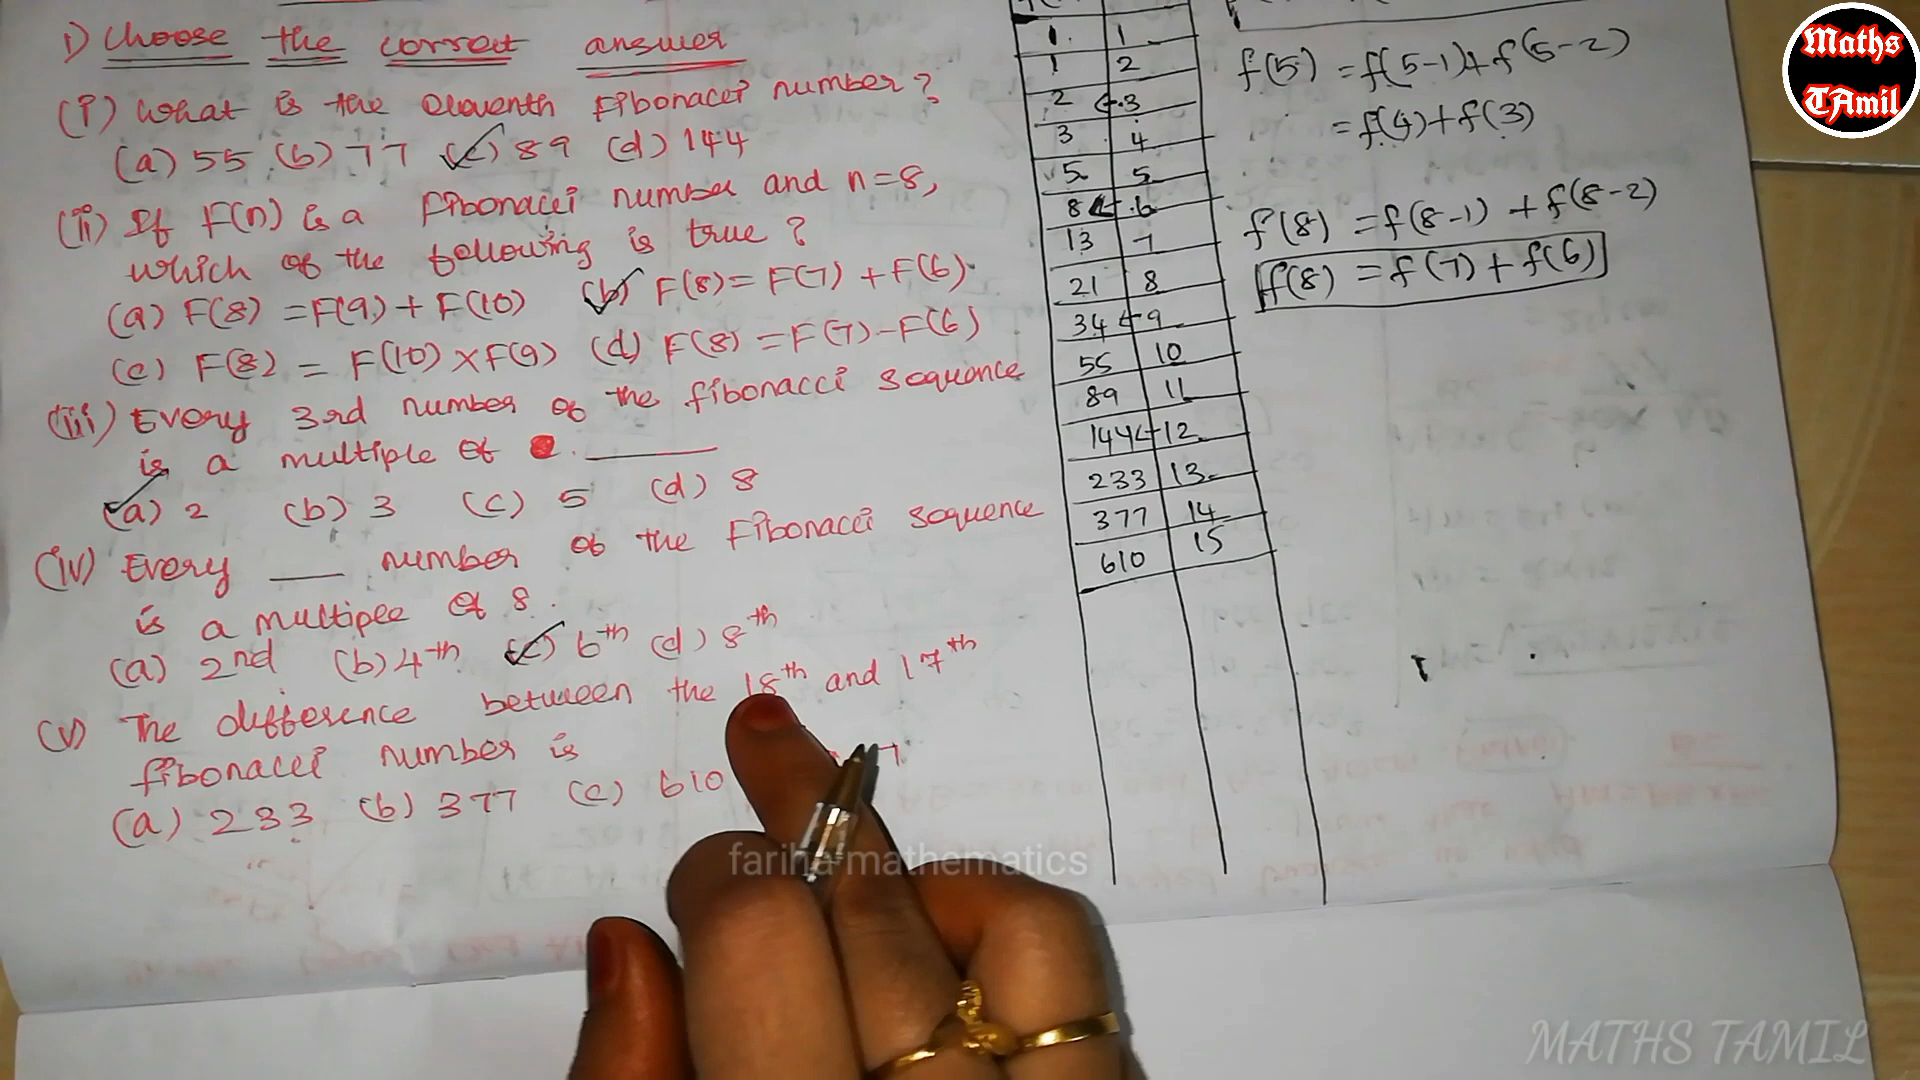 1) Choose the correct answer
(i) What is the eleventh Fibonacci number?
(a) 55 (b) 77 (c) 89 (d) 144
(ii) If F(n) is a Fibonacci number and n=8,
which of the following is true?
(a) F(8) = F(9) + F(10) (b) F(8) = F(7) + F(6)
(c) F(8) = F(10) × F(9) (d) F(8) = F(7) - F(6)
(iii) Every 3rd number of the fibonacci sequence
is a multiple of
(a) 2 (b) 3 (c) 5 (d) 8
(iv) Every ___ number of the Fibonacci sequence
is a multiple of 8.
(a) 2nd (b) 4th (c) 6th (d) 8th
(v) The difference between the 18th and 17th
fibonacci number is
(a) 233 (b) 377 (c) 610
1 1
1 2
2 ← 3
3 4
5 5
8 ← 6
13 7
21 8
34 ← 9
55 10
89 11
144 ← 12
233 13
377 14
610 15
f(5) = f(5-1) + f(5-2)
= f(4) + f(3)
f(8) = f(8-1) + f(8-2)
f(8) = f(7) + f(6)
Maths
TAmil
fariha mathematics
MATHS TAMIL